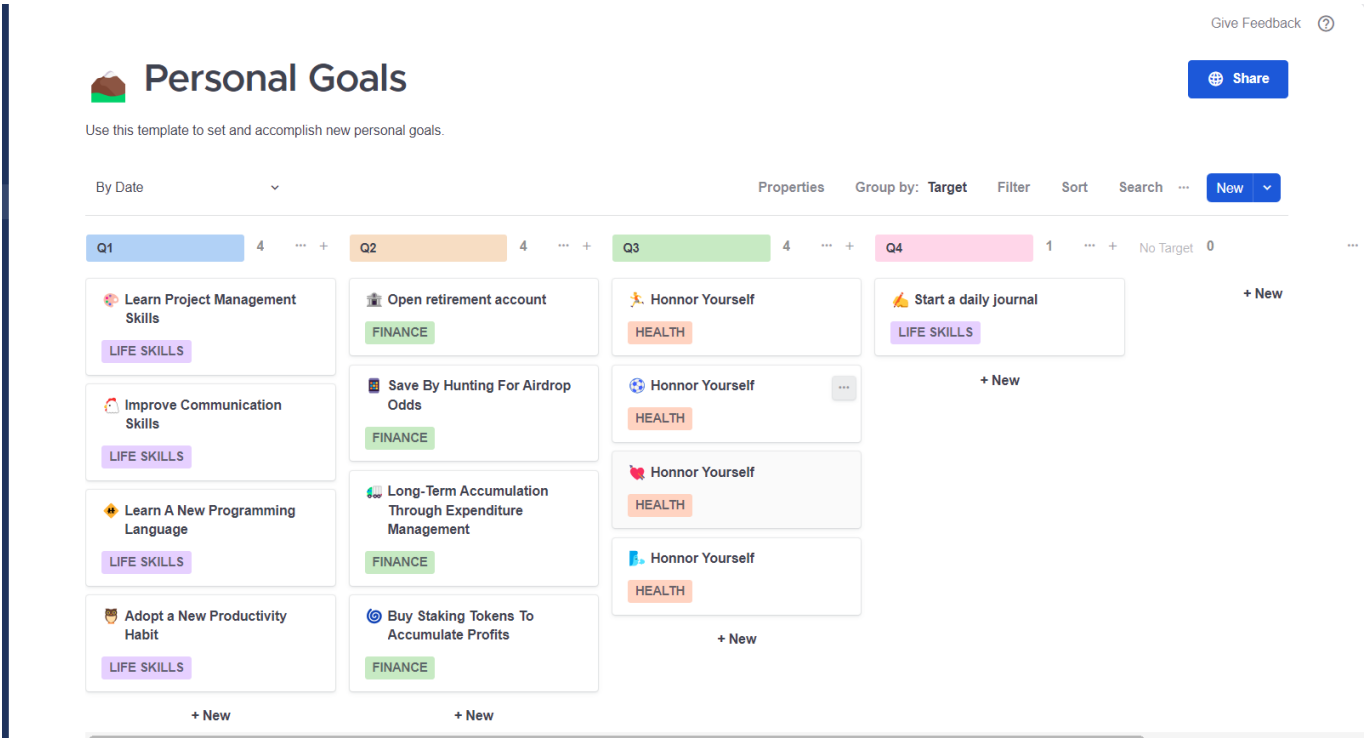 Give Feedback
Personal Goals
Share
Use this template to set and accomplish new personal goals.
By Date
Properties Group by: Target Filter Sort Search ... New
Q1 4 ... +
Learn Project Management
Skills
LIFE SKILLS
Improve Communication
Skills
LIFE SKILLS
Learn A New Programming
Language
LIFE SKILLS
Adopt a New Productivity
Habit
LIFE SKILLS
+ New
Q2 4 ... +
Open retirement account
FINANCE
Save By Hunting For Airdrop
Odds
FINANCE
Long-Term Accumulation
Through Expenditure
Management
FINANCE
Buy Staking Tokens To
Accumulate Profits
FINANCE
+ New
Q3 4 ... +
Honnor Yourself
HEALTH
Honnor Yourself
...
HEALTH
Honnor Yourself
HEALTH
Honnor Yourself
HEALTH
+ New
Q4 1 ... +
Start a daily journal
LIFE SKILLS
+ New
No Target 0 ...
+ New